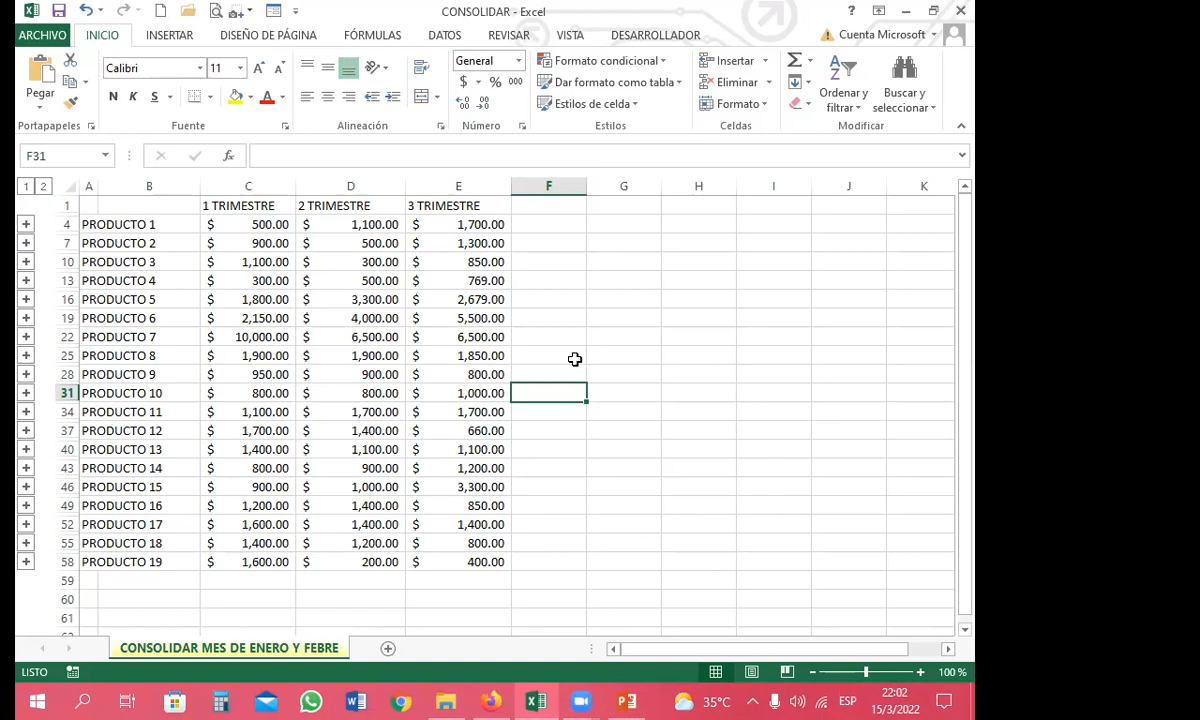 CONSOLIDAR - Excel
?
ARCHIVO INICIO INSERTAR DISEÑO DE PÁGINA FÓRMULAS DATOS REVISAR VISTA DESARROLLADOR Cuenta Microsoft
Pegar
Portapapeles
Calibri 11
N K S
Fuente
Alineación
General
$ % 000
Número
Formato condicional
Dar formato como tabla
Estilos de celda
Estilos
Insertar
Eliminar
Formato
Celdas
Ordenar y filtrar
Buscar y seleccionar
Modificar
F31 fx
1 2 A B C D E F G H I J K
1 1 TRIMESTRE 2 TRIMESTRE 3 TRIMESTRE
4 PRODUCTO 1 $ 500.00 $ 1,100.00 $ 1,700.00
7 PRODUCTO 2 $ 900.00 $ 500.00 $ 1,300.00
10 PRODUCTO 3 $ 1,100.00 $ 300.00 $ 850.00
13 PRODUCTO 4 $ 300.00 $ 500.00 $ 769.00
16 PRODUCTO 5 $ 1,800.00 $ 3,300.00 $ 2,679.00
19 PRODUCTO 6 $ 2,150.00 $ 4,000.00 $ 5,500.00
22 PRODUCTO 7 $ 10,000.00 $ 6,500.00 $ 6,500.00
25 PRODUCTO 8 $ 1,900.00 $ 1,900.00 $ 1,850.00
28 PRODUCTO 9 $ 950.00 $ 900.00 $ 800.00
31 PRODUCTO 10 $ 800.00 $ 800.00 $ 1,000.00
34 PRODUCTO 11 $ 1,100.00 $ 1,700.00 $ 1,700.00
37 PRODUCTO 12 $ 1,700.00 $ 1,400.00 $ 660.00
40 PRODUCTO 13 $ 1,400.00 $ 1,100.00 $ 1,100.00
43 PRODUCTO 14 $ 800.00 $ 900.00 $ 1,200.00
46 PRODUCTO 15 $ 900.00 $ 1,000.00 $ 3,300.00
49 PRODUCTO 16 $ 1,200.00 $ 1,400.00 $ 850.00
52 PRODUCTO 17 $ 1,600.00 $ 1,400.00 $ 1,400.00
55 PRODUCTO 18 $ 1,400.00 $ 1,200.00 $ 800.00
58 PRODUCTO 19 $ 1,600.00 $ 200.00 $ 400.00
59
60
61
CONSOLIDAR MES DE ENERO Y FEBRE
LISTO 100 %
35°C ESP 22:02
15/3/2022